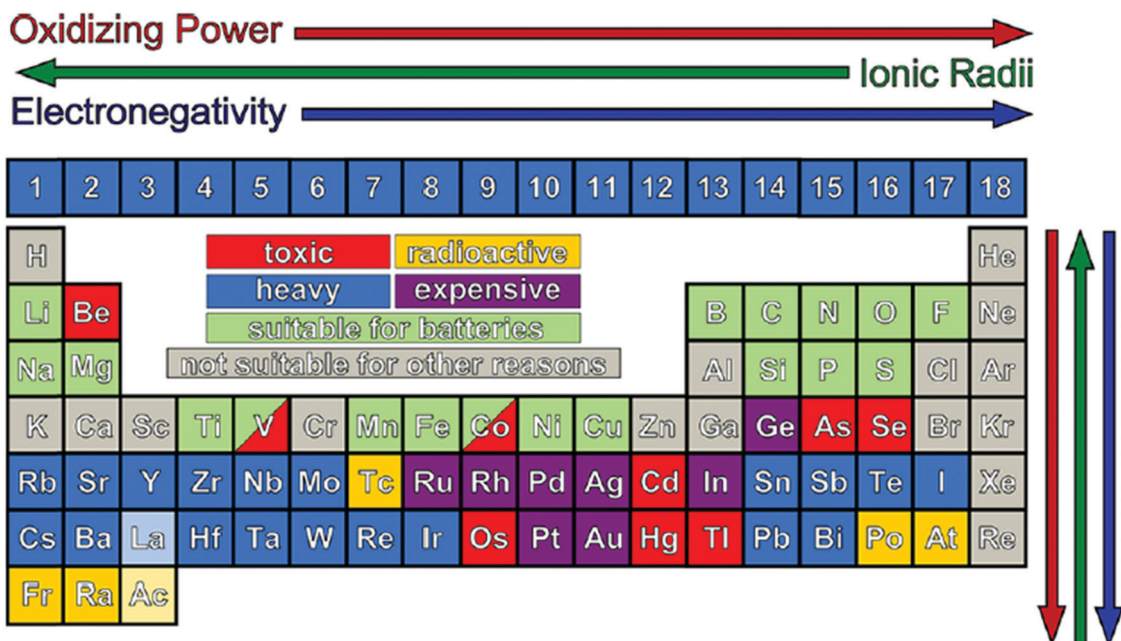 Oxidizing Power
Ionic Radii
Electronegativity
1 2 3 4 5 6 7 8 9 10 11 12 13 14 15 16 17 18
toxic radioactive
heavy expensive
suitable for batteries
not suitable for other reasons
H He
Li Be B C N O F Ne
Na Mg Al Si P S Cl Ar
K Ca Sc Ti V Cr Mn Fe Co Ni Cu Zn Ga Ge As Se Br Kr
Rb Sr Y Zr Nb Mo Tc Ru Rh Pd Ag Cd In Sn Sb Te I Xe
Cs Ba La Hf Ta W Re Ir Os Pt Au Hg Tl Pb Bi Po At Re
Fr Ra Ac